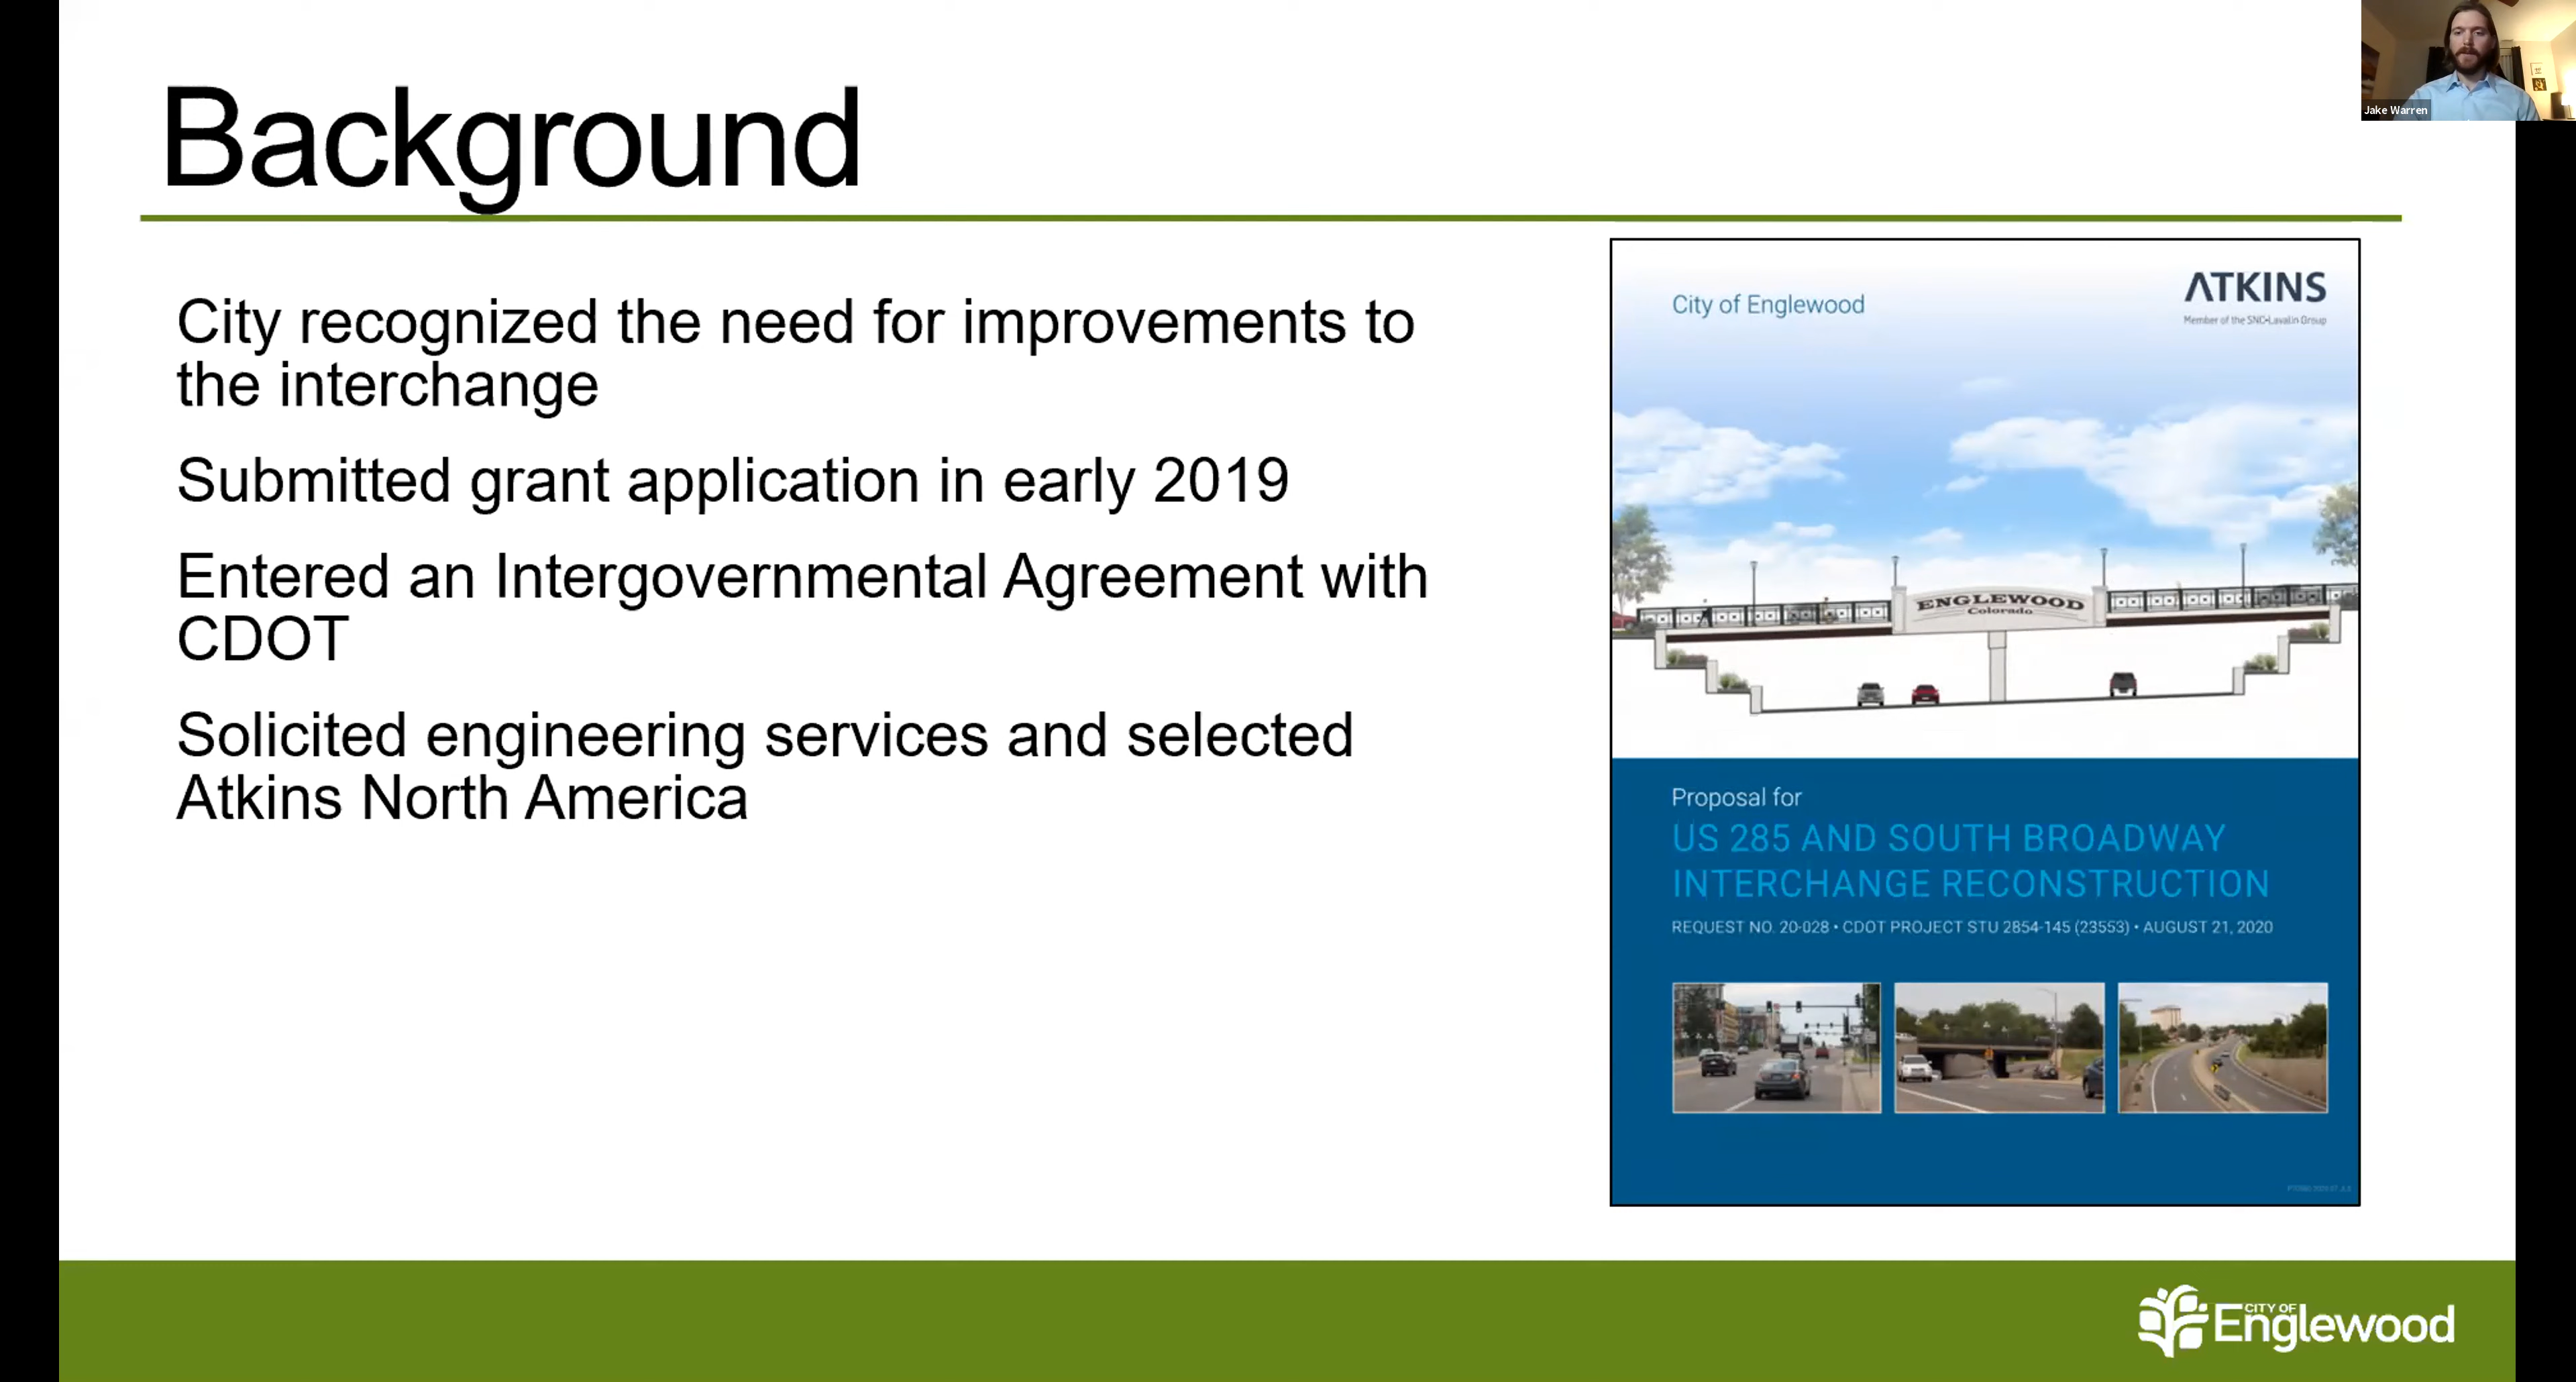 Background
Jake Warren
City recognized the need for improvements to
the interchange
Submitted grant application in early 2019
Entered an Intergovernmental Agreement with
CDOT
Solicited engineering services and selected
Atkins North America
City of Englewood
ATKINS
Member of the SNC-Lavalin Group
ENGLEWOOD
Colorado
Proposal for
US 285 AND SOUTH BROADWAY
INTERCHANGE RECONSTRUCTION
REQUEST NO. 20-028 • CDOT PROJECT STU 2854-145 (23553) • AUGUST 21, 2020
CITY OF
Englewood